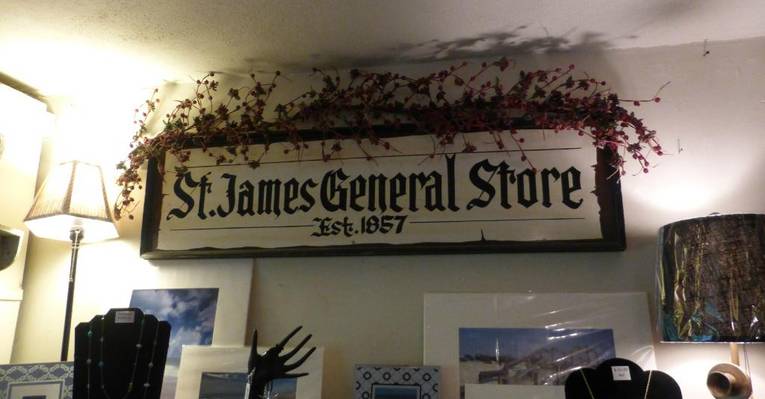 St. James General Store
Est. 1857